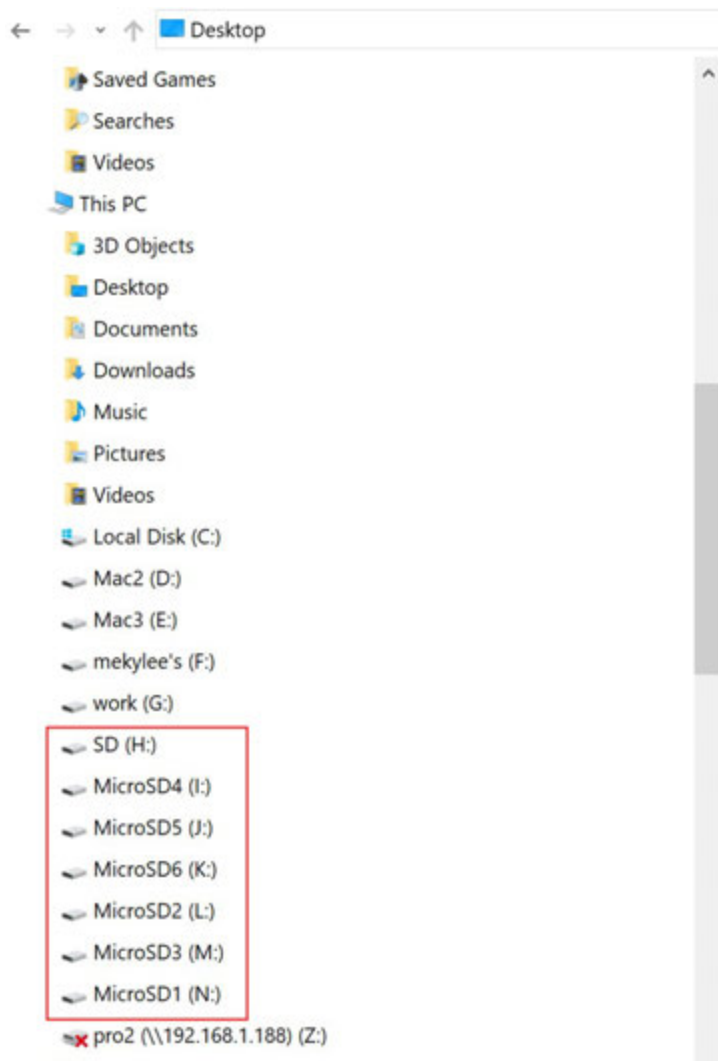 Desktop
Saved Games
Searches
Videos
This PC
3D Objects
Desktop
Documents
Downloads
Music
Pictures
Videos
Local Disk (C:)
Mac2 (D:)
Mac3 (E:)
mekylee's (F:)
work (G:)
SD (H:)
MicroSD4 (I:)
MicroSD5 (J:)
MicroSD6 (K:)
MicroSD2 (L:)
MicroSD3 (M:)
MicroSD1 (N:)
pro2 (\\192.168.1.188) (Z:)